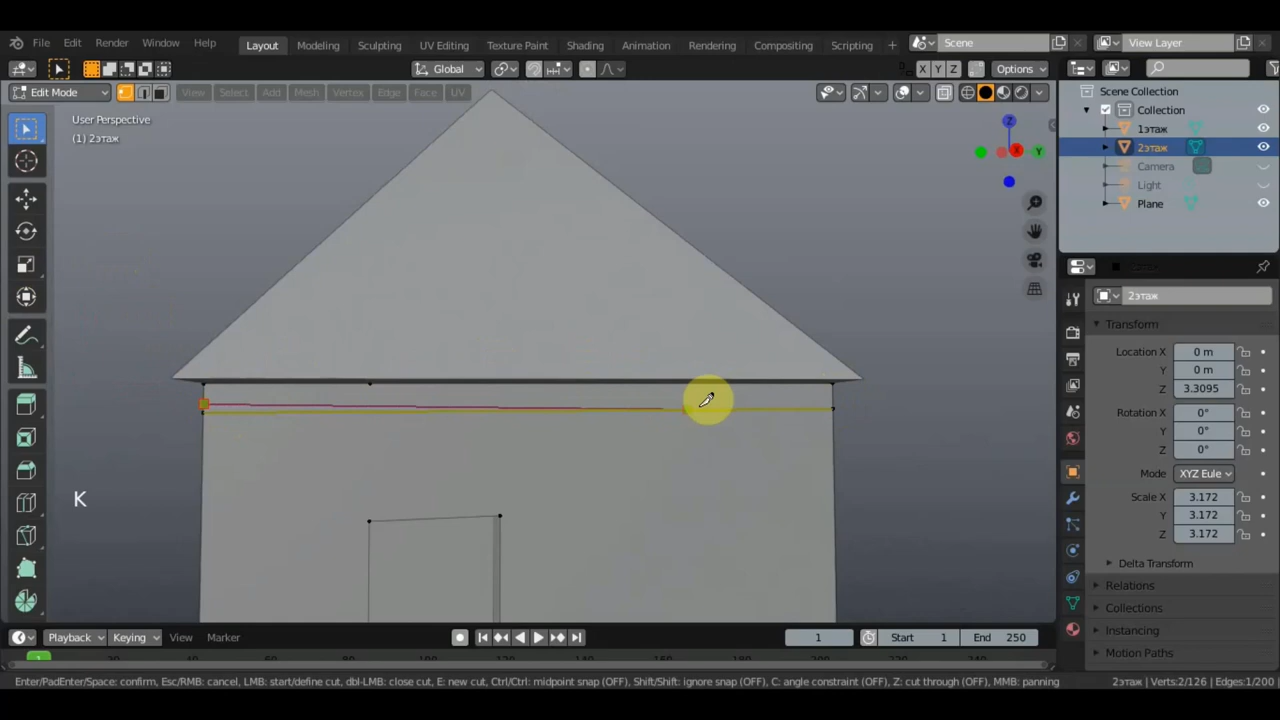 File Edit Render Window Help Layout Modeling Sculpting UV Editing Texture Paint Shading Animation Rendering Compositing Scripting + Scene View Layer
Global X Y Z Options
Edit Mode View Select Add Mesh Vertex Edge Face UV
User Perspective
(1) 2этаж
Z
X
Y
K
Scene Collection
Collection
1этаж
2этаж
Camera
Light
Plane
2этаж
Transform
Location X 0 m
Y 0 m
Z 3.3095
Rotation X 0°
Y 0°
Z 0°
Mode XYZ Eule
Scale X 3.172
Y 3.172
Z 3.172
Delta Transform
Relations
Collections
Instancing
Motion Paths
Playback Keying View Marker 1 Start 1 End 250
1
Enter/PadEnter/Space: confirm, Esc/RMB: cancel, LMB: start/define cut, dbl-LMB: close cut, E: new cut, Ctrl/Ctrl: midpoint snap (OFF), Shift/Shift: ignore snap (OFF), C: angle constraint (OFF), Z: cut through (OFF), MMB: panning 2этаж | Verts:2/126 | Edges:1/200